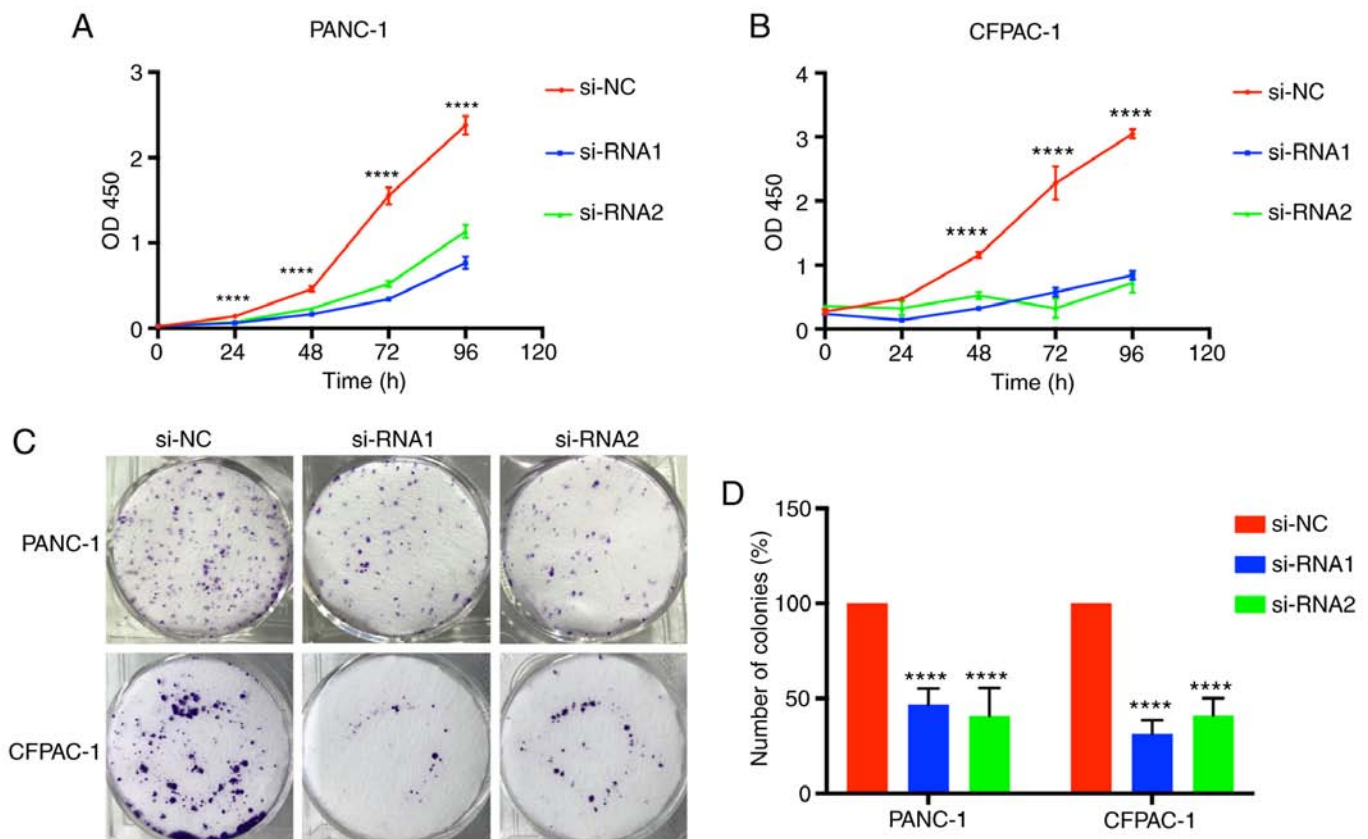 A
PANC-1
OD 450
3
2
1
0
0 24 48 72 96 120
Time (h)
****
****
****
****
si-NC
si-RNA1
si-RNA2
B
CFPAC-1
OD 450
4
3
2
1
0
0 24 48 72 96 120
Time (h)
****
****
****
si-NC
si-RNA1
si-RNA2
C
si-NC si-RNA1 si-RNA2
PANC-1
CFPAC-1
D
Number of colonies (%)
150
100
50
0
**** ****
**** ****
PANC-1 CFPAC-1
si-NC
si-RNA1
si-RNA2